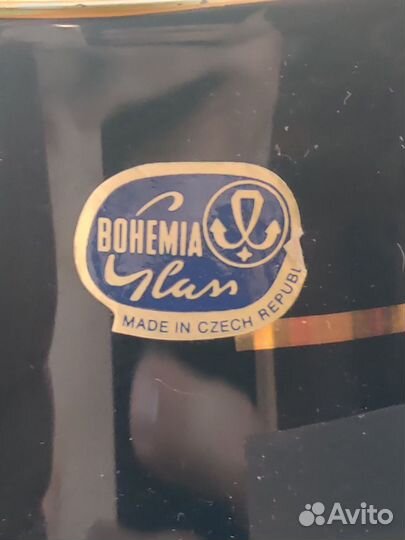 BOHEMIA
Glass
MADE IN CZECH REPUBL
Avito